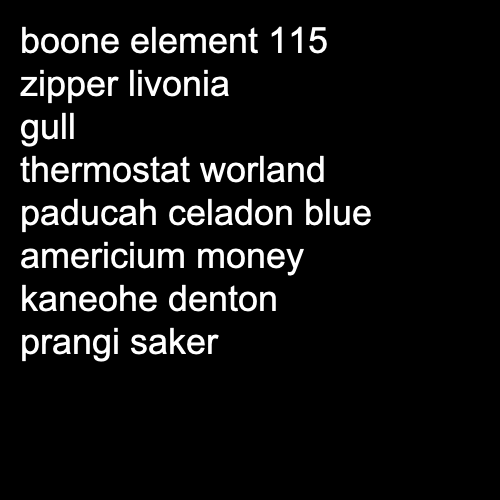 boone element 115
zipper livonia
gull
thermostat worland
paducah celadon blue
americium money
kaneohe denton
prangi saker